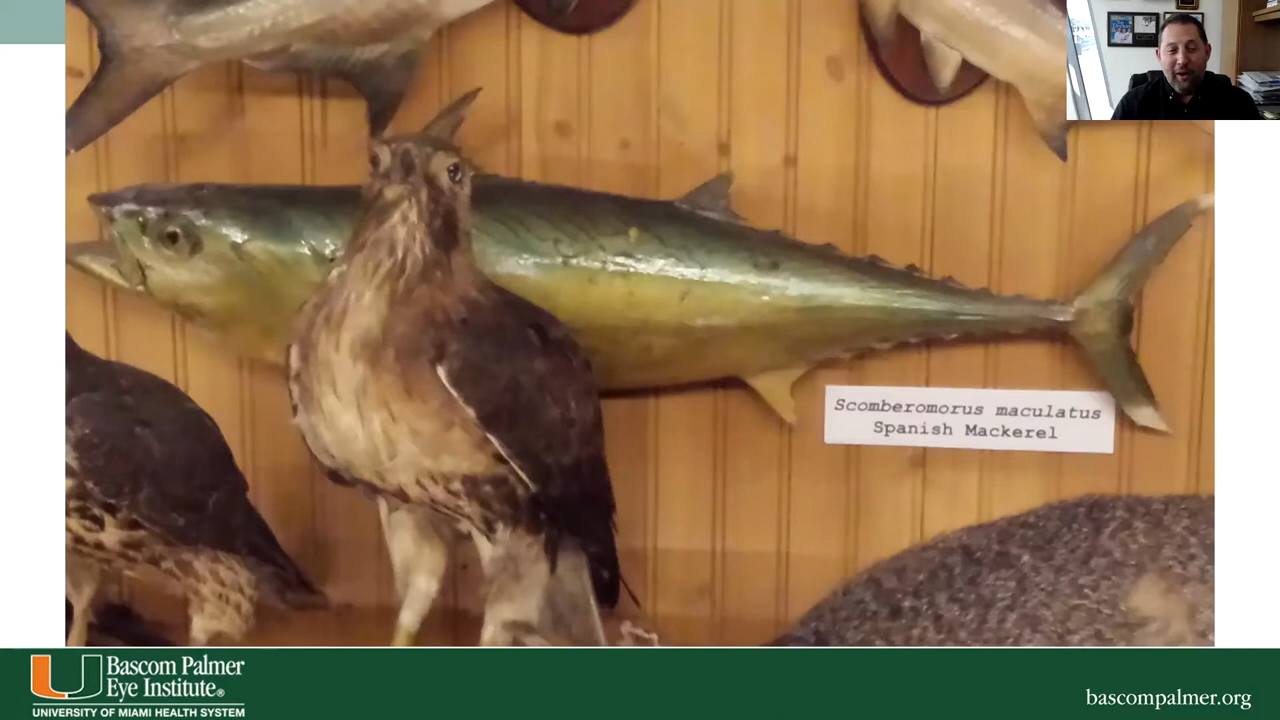 Scomberomorus maculatus
Spanish Mackerel
Bascom Palmer
Eye Institute®
UNIVERSITY OF MIAMI HEALTH SYSTEM
bascompalmer.org